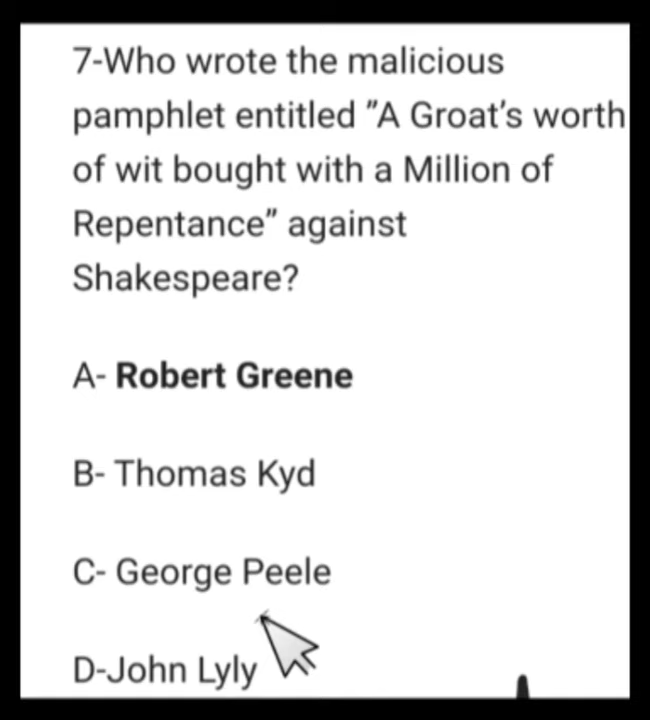 7-Who wrote the malicious
pamphlet entitled "A Groat's worth
of wit bought with a Million of
Repentance" against
Shakespeare?
A- Robert Greene
B- Thomas Kyd
C- George Peele
D-John Lyly